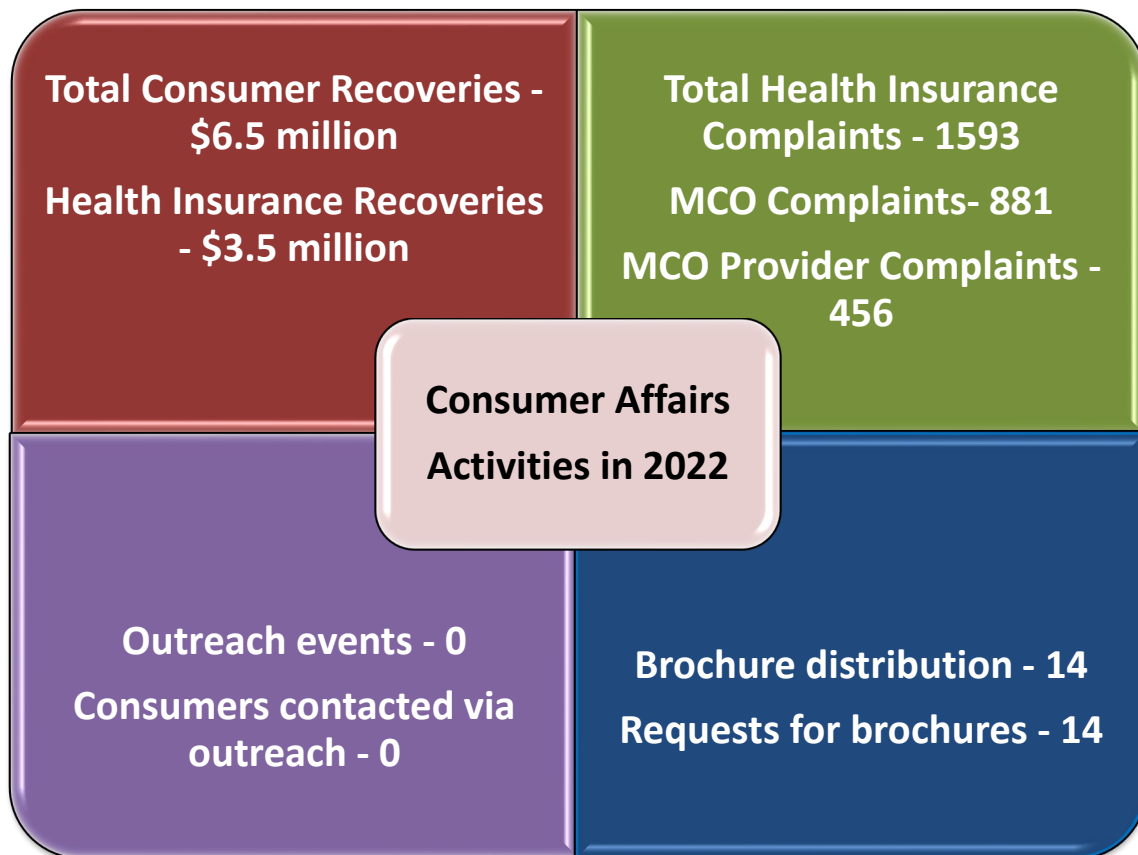 Total Consumer Recoveries -
$6.5 million
Health Insurance Recoveries
- $3.5 million
Total Health Insurance
Complaints - 1593
MCO Complaints- 881
MCO Provider Complaints -
456
Consumer Affairs
Activities in 2022
Outreach events - 0
Consumers contacted via
outreach - 0
Brochure distribution - 14
Requests for brochures - 14